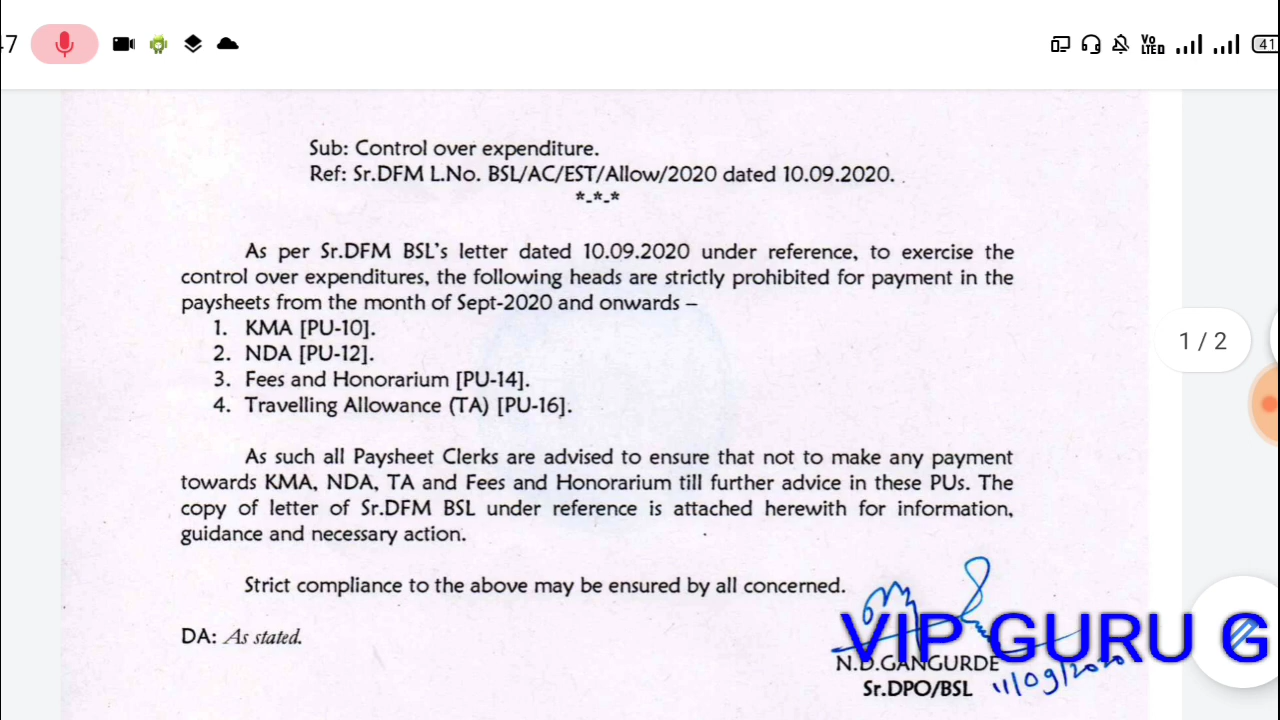 47
Vo
LTED
41
Sub: Control over expenditure.
Ref: Sr.DFM L.No. BSL/AC/EST/Allow/2020 dated 10.09.2020.
*-*-*
As per Sr.DFM BSL's letter dated 10.09.2020 under reference, to exercise the
control over expenditures, the following heads are strictly prohibited for payment in the
paysheets from the month of Sept-2020 and onwards –
1. KMA [PU-10].
2. NDA [PU-12].
3. Fees and Honorarium [PU-14].
4. Travelling Allowance (TA) [PU-16].
1 / 2
As such all Paysheet Clerks are advised to ensure that not to make any payment
towards KMA, NDA, TA and Fees and Honorarium till further advice in these PUs. The
copy of letter of Sr.DFM BSL under reference is attached herewith for information,
guidance and necessary action.
Strict compliance to the above may be ensured by all concerned.
DA: As stated.
VIP GURU G
N.D.GANGURDE
Sr.DPO/BSL
11/09/2020